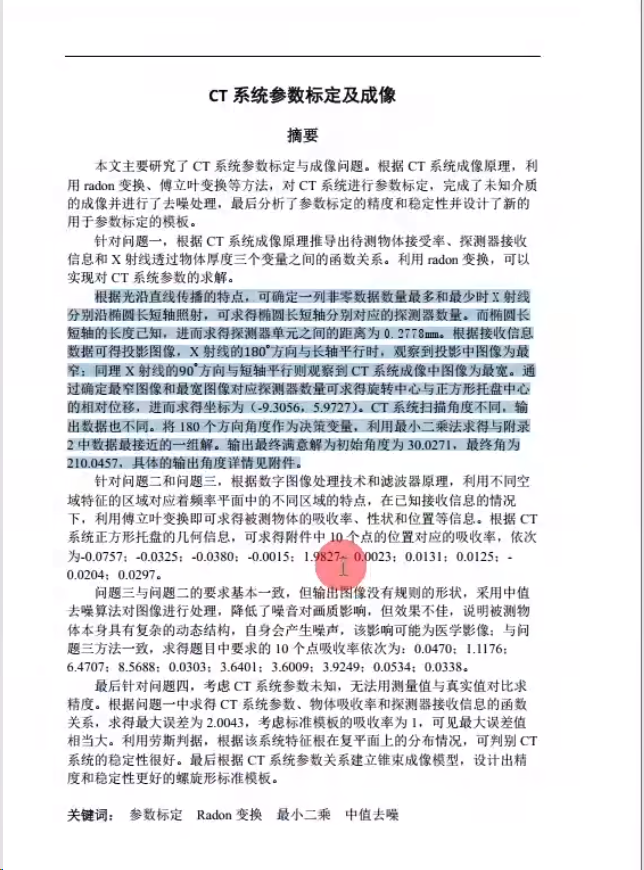 CT 系统参数标定及成像
摘要
本文主要研究了 CT 系统参数标定与成像问题。根据 CT 系统成像原理，利
用 radon 变换、傅立叶变换等方法，对 CT 系统进行参数标定，完成了未知介质
的成像并进行了去噪处理，最后分析了参数标定的精度和稳定性并设计了新的
用于参数标定的模板。
针对问题一，根据 CT 系统成像原理推导出待测物体接受率、探测器接收
信息和 X 射线透过物体厚度三个变量之间的函数关系。利用 radon 变换，可以
实现对 CT 系统参数的求解。
根据光沿直线传播的特点，可确定一列非零数据数量最多和最少时 X 射线
分别沿椭圆长短轴照射，可求得椭圆长短轴分别对应的探测器数量。而椭圆长
短轴的长度已知，进而求得探测器单元之间的距离为 0.2778mm。根据接收信息
数据可得投影图像，X 射线的180°方向与长轴平行时，观察到投影中图像为最
窄；同理 X 射线的90°方向与短轴平行则观察到 CT 系统成像中图像为最宽。通
过确定最窄图像和最宽图像对应探测器数量可求得旋转中心与正方形托盘中心
的相对位移，进而求得坐标为（-9.3056，5.9727）。CT 系统扫描角度不同，输
出数据也不同。将 180 个方向角度作为决策变量，利用最小二乘法求得与附录
2 中数据最接近的一组解。输出最终满意解为初始角度为 30.0271，最终角为
210.0457，具体的输出角度详情见附件。
针对问题二和问题三，根据数字图像处理技术和滤波器原理，利用不同空
域特征的区域对应着频率平面中的不同区域的特点，在已知接收信息的情况
下，利用傅立叶变换即可求得被测物体的吸收率、性状和位置等信息。根据 CT
系统正方形托盘的几何信息，可求得附件中 10 个点的位置对应的吸收率，依次
为-0.0757；-0.0325；-0.0380；-0.0015；1.9827；0.0023；0.0131；0.0125；-
0.0204；0.0297。
问题三与问题二的要求基本一致，但输出图像没有规则的形状，采用中值
去噪算法对图像进行处理，降低了噪音对画质影响，但效果不佳，说明被测物
体本身具有复杂的动态结构，自身会产生噪声，该影响可能为医学影像；与问
题三方法一致，求得题目中要求的 10 个点吸收率依次为：0.0470；1.1176；
6.4707；8.5688；0.0303；3.6401；3.6009；3.9249；0.0534；0.0338。
最后针对问题四，考虑 CT 系统参数未知，无法用测量值与真实值对比求
精度。根据问题一中求得 CT 系统参数、物体吸收率和探测器接收信息的函数
关系，求得最大误差为 2.0043，考虑标准模板的吸收率为 1，可见最大误差值
相当大。利用劳斯判据，根据该系统特征根在复平面上的分布情况，可判别 CT
系统的稳定性很好。最后根据 CT 系统参数关系建立锥束成像模型，设计出精
度和稳定性更好的螺旋形标准模板。
关键词： 参数标定 Radon 变换 最小二乘 中值去噪